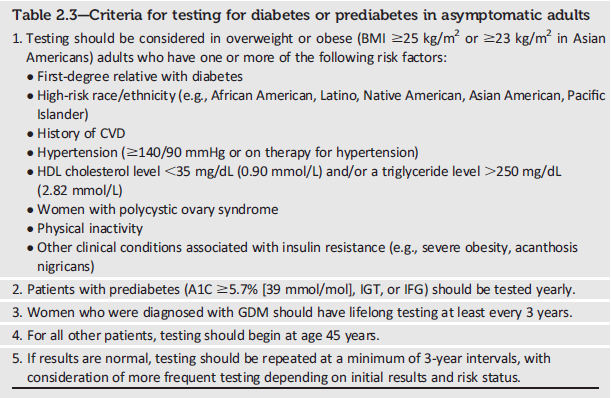 Table 2.3—Criteria for testing for diabetes or prediabetes in asymptomatic adults
1. Testing should be considered in overweight or obese (BMI ≥25 kg/m² or ≥23 kg/m² in Asian
Americans) adults who have one or more of the following risk factors:
● First-degree relative with diabetes
● High-risk race/ethnicity (e.g., African American, Latino, Native American, Asian American, Pacific
Islander)
● History of CVD
● Hypertension (≥140/90 mmHg or on therapy for hypertension)
● HDL cholesterol level <35 mg/dL (0.90 mmol/L) and/or a triglyceride level >250 mg/dL
(2.82 mmol/L)
● Women with polycystic ovary syndrome
● Physical inactivity
● Other clinical conditions associated with insulin resistance (e.g., severe obesity, acanthosis
nigricans)
2. Patients with prediabetes (A1C ≥5.7% [39 mmol/mol], IGT, or IFG) should be tested yearly.
3. Women who were diagnosed with GDM should have lifelong testing at least every 3 years.
4. For all other patients, testing should begin at age 45 years.
5. If results are normal, testing should be repeated at a minimum of 3-year intervals, with
consideration of more frequent testing depending on initial results and risk status.